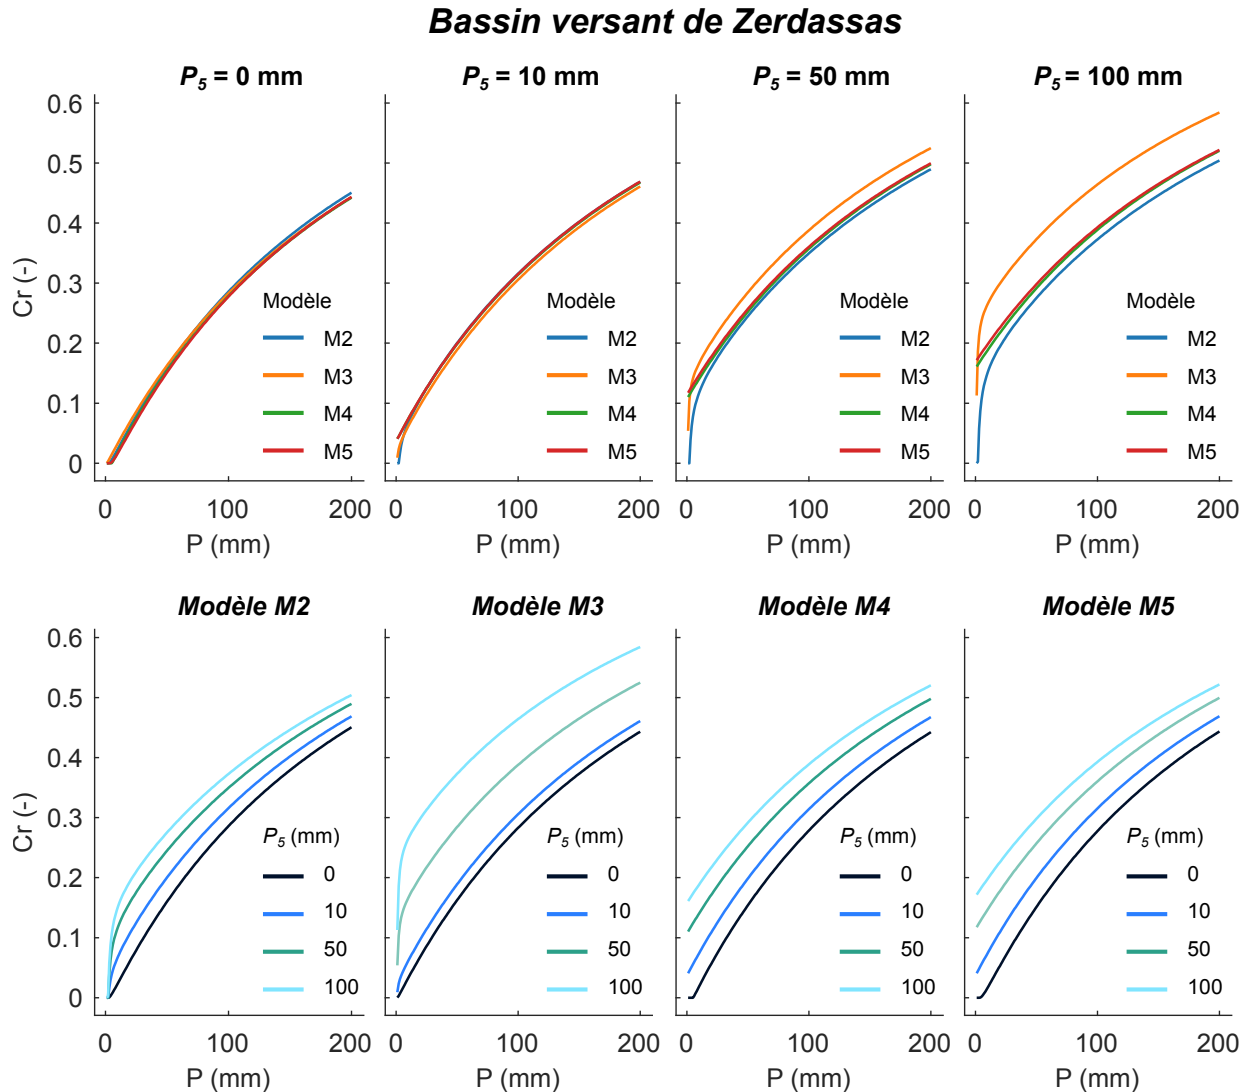 Bassin versant de Zerdassas
P5 = 0 mm
P5 = 10 mm
P5 = 50 mm
P5 = 100 mm
Cr (-)
0.6
0.5
0.4
0.3
0.2
0.1
0
Modèle
M2
M3
M4
M5
Modèle
M2
M3
M4
M5
Modèle
M2
M3
M4
M5
Modèle
M2
M3
M4
M5
0 100 200
0 100 200
0 100 200
0 100 200
P (mm)
P (mm)
P (mm)
P (mm)
Modèle M2
Modèle M3
Modèle M4
Modèle M5
Cr (-)
0.6
0.5
0.4
0.3
0.2
0.1
0
P5 (mm)
0
10
50
100
P5 (mm)
0
10
50
100
P5 (mm)
0
10
50
100
P5 (mm)
0
10
50
100
0 100 200
0 100 200
0 100 200
0 100 200
P (mm)
P (mm)
P (mm)
P (mm)